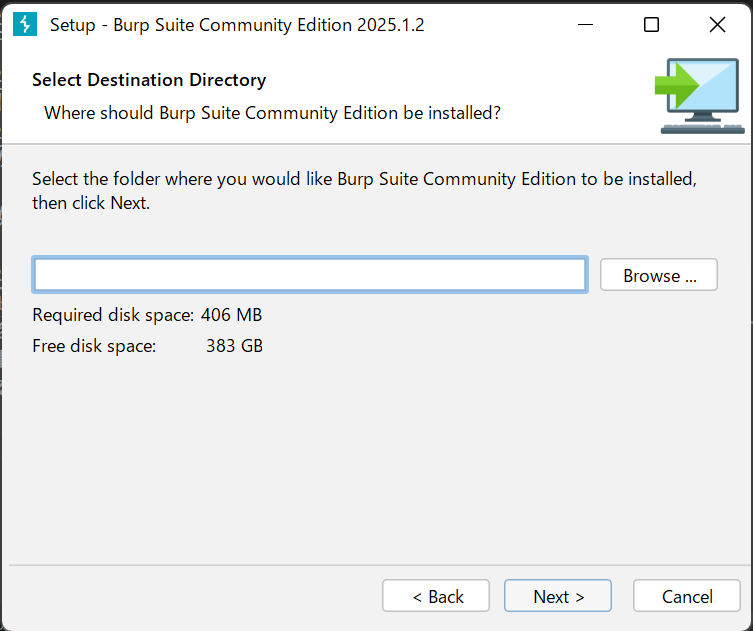 Setup - Burp Suite Community Edition 2025.1.2
Select Destination Directory
Where should Burp Suite Community Edition be installed?
Select the folder where you would like Burp Suite Community Edition to be installed,
then click Next.
Browse ...
Required disk space: 406 MB
Free disk space: 383 GB
< Back Next > Cancel